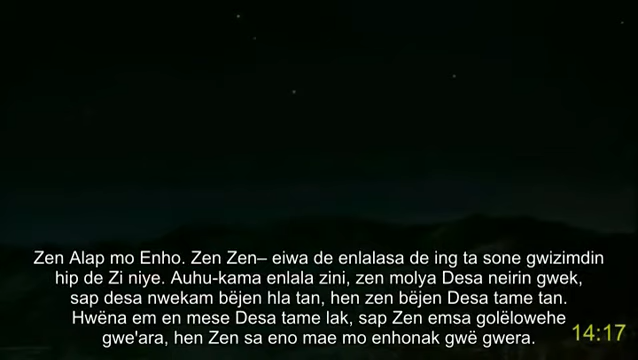 Zen Alap mo Enho. Zen Zen– eiwa de enlalasa de ing ta sone gwizimdin
hip de Zi niye. Auhu-kama enlala zini, zen molya Desa neirin gwek,
sap desa nwekam bëjen hla tan, hen zen bëjen Desa tame tan.
Hwëna em en mese Desa tame lak, sap Zen emsa golëlowehe
gwe'ara, hen Zen sa eno mae mo enhonak gwë gwera.
14:17